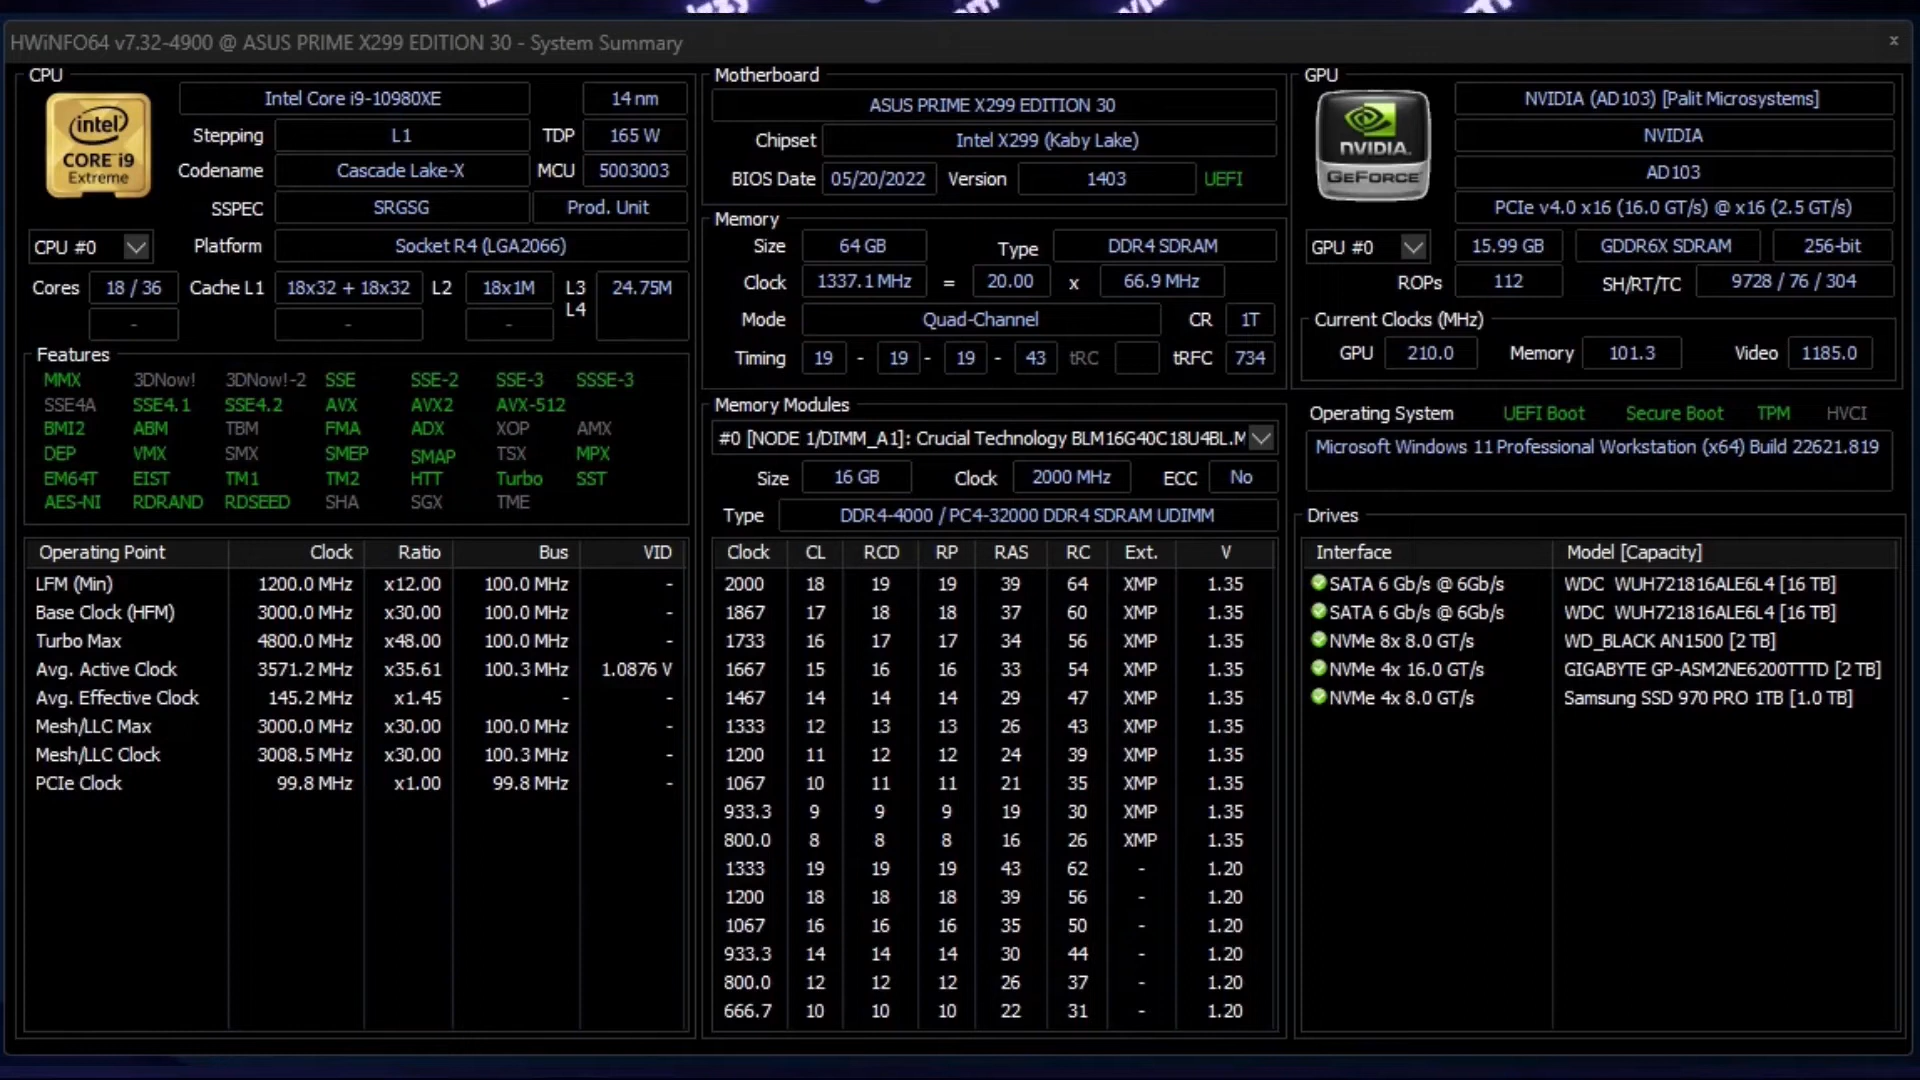 HWiNFO64 v7.32-4900 @ ASUS PRIME X299 EDITION 30 - System Summary x
CPU
intel CORE i9 Extreme
Intel Core i9-10980XE 14 nm
Stepping L1 TDP 165 W
Codename Cascade Lake-X MCU 5003003
SSPEC SRGSG Prod. Unit
CPU #0 Platform Socket R4 (LGA2066)
Cores 18 / 36 Cache L1 18x32 + 18x32 L2 18x1M L3 24.75M
- - - L4
Features
MMX 3DNow! 3DNow!-2 SSE SSE-2 SSE-3 SSSE-3
SSE4A SSE4.1 SSE4.2 AVX AVX2 AVX-512
BMI2 ABM TBM FMA ADX XOP AMX
DEP VMX SMX SMEP SMAP TSX MPX
EM64T EIST TM1 TM2 HTT Turbo SST
AES-NI RDRAND RDSEED SHA SGX TME
Operating Point Clock Ratio Bus VID
LFM (Min) 1200.0 MHz x12.00 100.0 MHz -
Base Clock (HFM) 3000.0 MHz x30.00 100.0 MHz -
Turbo Max 4800.0 MHz x48.00 100.0 MHz -
Avg. Active Clock 3571.2 MHz x35.61 100.3 MHz 1.0876 V
Avg. Effective Clock 145.2 MHz x1.45 - -
Mesh/LLC Max 3000.0 MHz x30.00 100.0 MHz -
Mesh/LLC Clock 3008.5 MHz x30.00 100.3 MHz -
PCIe Clock 99.8 MHz x1.00 99.8 MHz -
Motherboard
ASUS PRIME X299 EDITION 30
Chipset Intel X299 (Kaby Lake)
BIOS Date 05/20/2022 Version 1403 UEFI
Memory
Size 64 GB Type DDR4 SDRAM
Clock 1337.1 MHz = 20.00 x 66.9 MHz
Mode Quad-Channel CR 1T
Timing 19 - 19 - 19 - 43 tRC tRFC 734
Memory Modules
#0 [NODE 1/DIMM_A1]: Crucial Technology BLM16G40C18U4BL.M
Size 16 GB Clock 2000 MHz ECC No
Type DDR4-4000 / PC4-32000 DDR4 SDRAM UDIMM
Clock CL RCD RP RAS RC Ext. V
2000 18 19 19 39 64 XMP 1.35
1867 17 18 18 37 60 XMP 1.35
1733 16 17 17 34 56 XMP 1.35
1667 15 16 16 33 54 XMP 1.35
1467 14 14 14 29 47 XMP 1.35
1333 12 13 13 26 43 XMP 1.35
1200 11 12 12 24 39 XMP 1.35
1067 10 11 11 21 35 XMP 1.35
933.3 9 9 9 19 30 XMP 1.35
800.0 8 8 8 16 26 XMP 1.35
1333 19 19 19 43 62 - 1.20
1200 18 18 18 39 56 - 1.20
1067 16 16 16 35 50 - 1.20
933.3 14 14 14 30 44 - 1.20
800.0 12 12 12 26 37 - 1.20
666.7 10 10 10 22 31 - 1.20
GPU
NVIDIA. GEFORCE
NVIDIA (AD103) [Palit Microsystems]
NVIDIA
AD103
PCIe v4.0 x16 (16.0 GT/s) @ x16 (2.5 GT/s)
GPU #0 15.99 GB GDDR6X SDRAM 256-bit
ROPs 112 SH/RT/TC 9728 / 76 / 304
Current Clocks (MHz)
GPU 210.0 Memory 101.3 Video 1185.0
Operating System UEFI Boot Secure Boot TPM HVCI
Microsoft Windows 11 Professional Workstation (x64) Build 22621.819
Drives
Interface Model [Capacity]
SATA 6 Gb/s @ 6Gb/s WDC WUH721816ALE6L4 [16 TB]
SATA 6 Gb/s @ 6Gb/s WDC WUH721816ALE6L4 [16 TB]
NVMe 8x 8.0 GT/s WD_BLACK AN1500 [2 TB]
NVMe 4x 16.0 GT/s GIGABYTE GP-ASM2NE6200TTTD [2 TB]
NVMe 4x 8.0 GT/s Samsung SSD 970 PRO 1TB [1.0 TB]